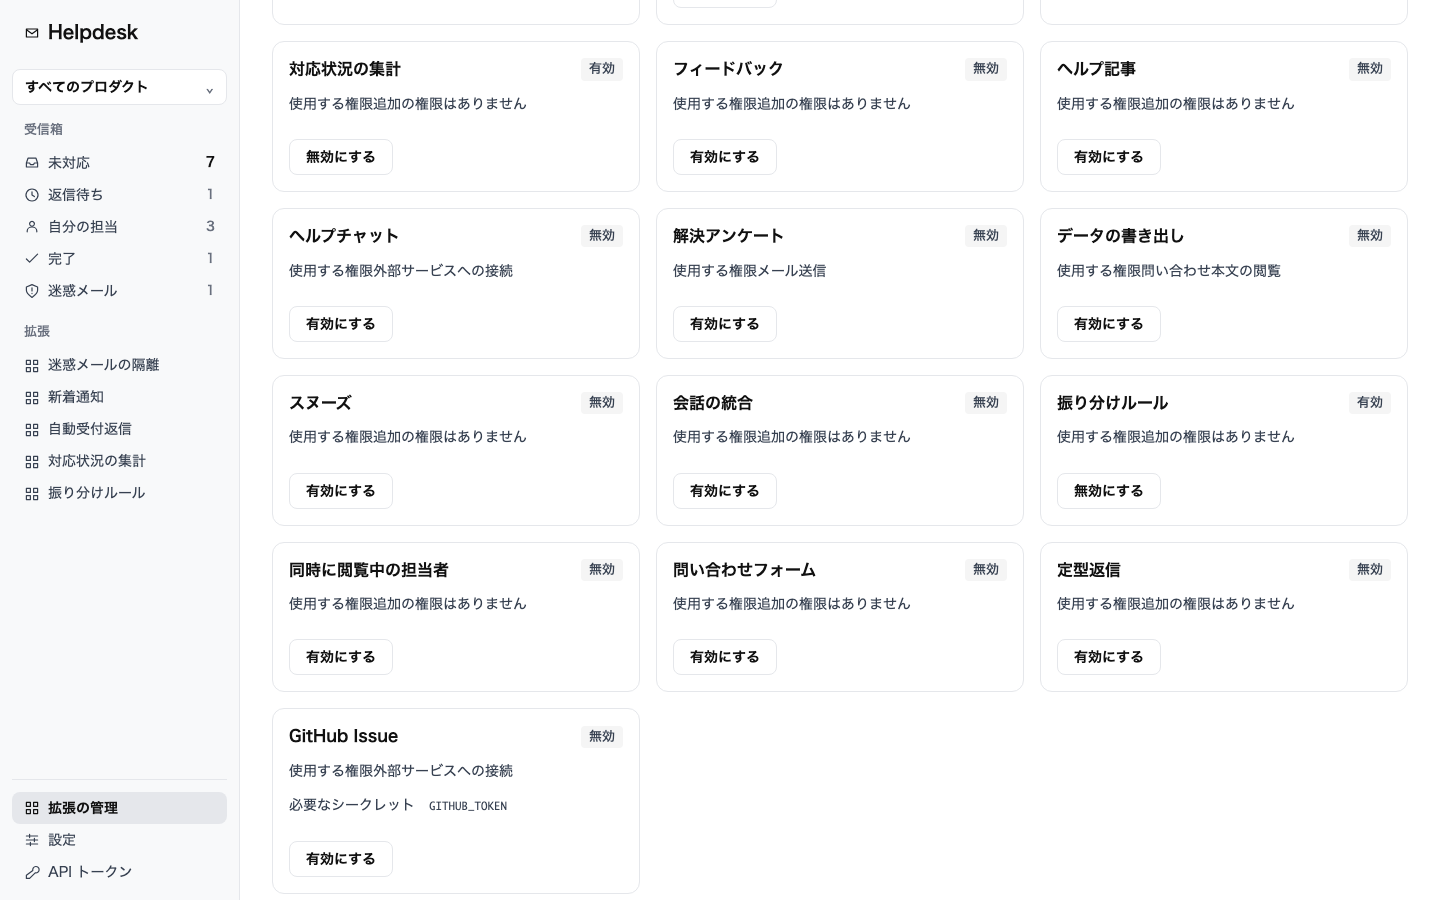 Helpdesk
すべてのプロダクト
受信箱
未対応 7
返信待ち 1
自分の担当 3
完了 1
迷惑メール 1
拡張
迷惑メールの隔離
新着通知
自動受付返信
対応状況の集計
振り分けルール
拡張の管理
設定
API トークン
対応状況の集計 有効
使用する権限追加の権限はありません
無効にする
フィードバック 無効
使用する権限追加の権限はありません
有効にする
ヘルプ記事 無効
使用する権限追加の権限はありません
有効にする
ヘルプチャット 無効
使用する権限外部サービスへの接続
有効にする
解決アンケート 無効
使用する権限メール送信
有効にする
データの書き出し 無効
使用する権限問い合わせ本文の閲覧
有効にする
スヌーズ 無効
使用する権限追加の権限はありません
有効にする
会話の統合 無効
使用する権限追加の権限はありません
有効にする
振り分けルール 有効
使用する権限追加の権限はありません
無効にする
同時に閲覧中の担当者 無効
使用する権限追加の権限はありません
有効にする
問い合わせフォーム 無効
使用する権限追加の権限はありません
有効にする
定型返信 無効
使用する権限追加の権限はありません
有効にする
GitHub Issue 無効
使用する権限外部サービスへの接続
必要なシークレット GITHUB_TOKEN
有効にする